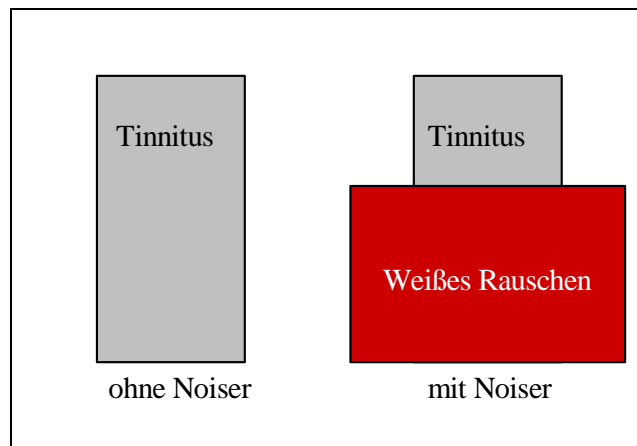 Tinnitus
Tinnitus
Weißes Rauschen
ohne Noiser
mit Noiser